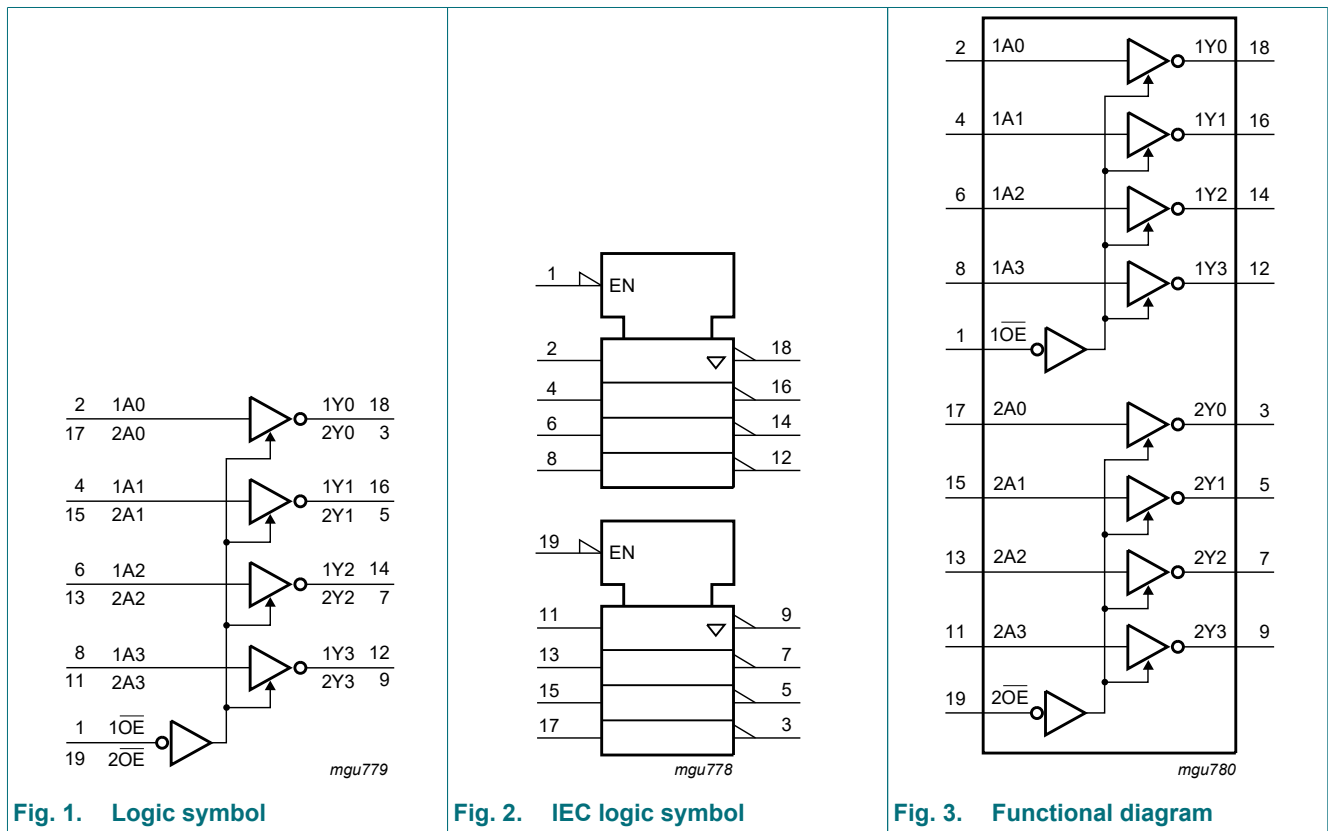 2 1A0 1Y0 18
17 2A0 2Y0 3
4 1A1 1Y1 16
15 2A1 2Y1 5
6 1A2 1Y2 14
13 2A2 2Y2 7
8 1A3 1Y3 12
11 2A3 2Y3 9
1 1O̅E̅
19 2O̅E̅
mgu779
Fig. 1. Logic symbol
1 EN
2 18
4 16
6 14
8 12
19 EN
11 9
13 7
15 5
17 3
mgu778
Fig. 2. IEC logic symbol
2 1A0 1Y0 18
4 1A1 1Y1 16
6 1A2 1Y2 14
8 1A3 1Y3 12
1 1O̅E̅
17 2A0 2Y0 3
15 2A1 2Y1 5
13 2A2 2Y2 7
11 2A3 2Y3 9
19 2O̅E̅
mgu780
Fig. 3. Functional diagram